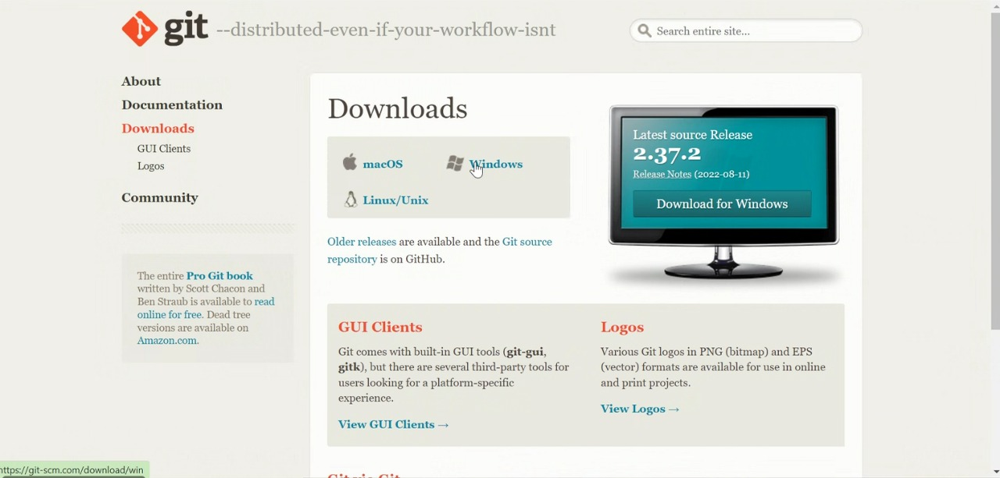 git --distributed-even-if-your-workflow-isnt
Search entire site...
About
Documentation
Downloads
GUI Clients
Logos
Community
The entire Pro Git book
written by Scott Chacon and
Ben Straub is available to read
online for free. Dead tree
versions are available on
Amazon.com.
Downloads
macOS
Windows
Linux/Unix
Older releases are available and the Git source
repository is on GitHub.
Latest source Release
2.37.2
Release Notes (2022-08-11)
Download for Windows
GUI Clients
Git comes with built-in GUI tools (git-gui,
gitk), but there are several third-party tools for
users looking for a platform-specific
experience.
View GUI Clients →
Logos
Various Git logos in PNG (bitmap) and EPS
(vector) formats are available for use in online
and print projects.
View Logos →
Git via Git
https://git-scm.com/download/win